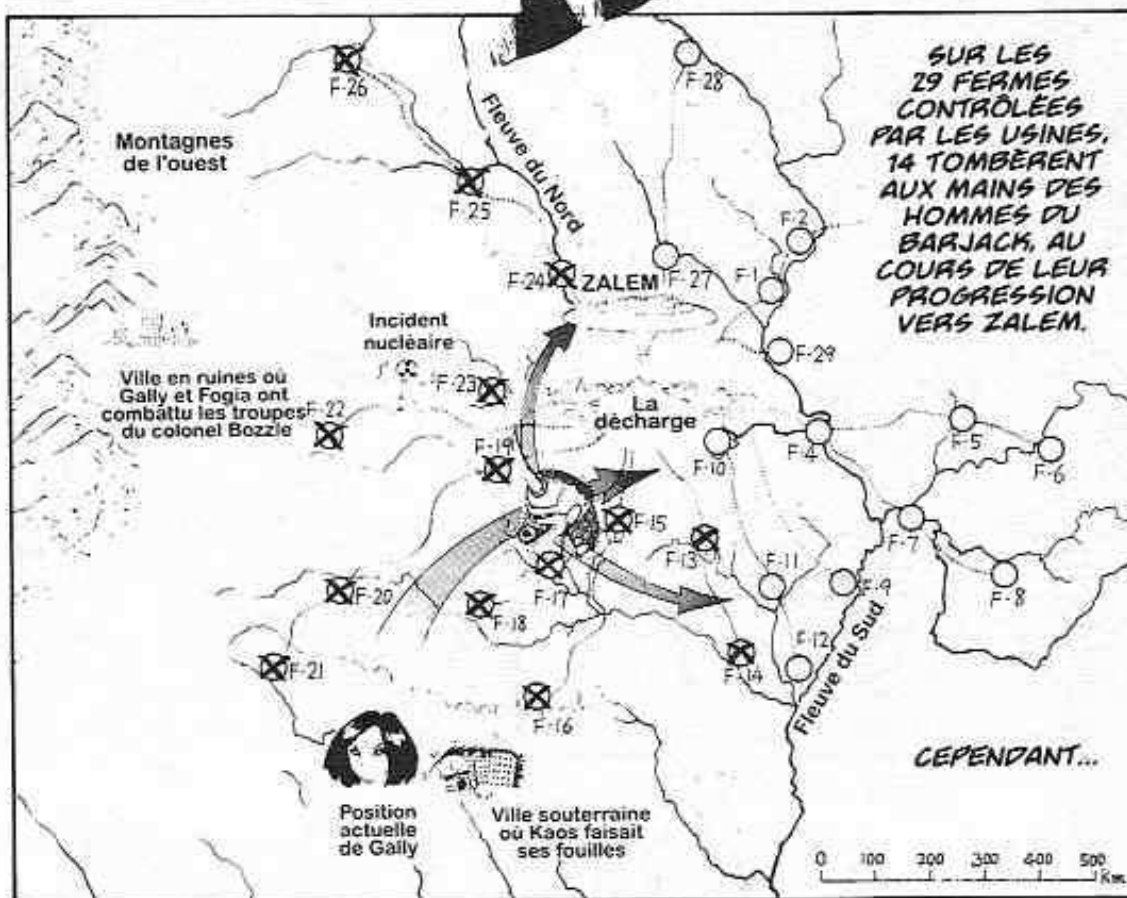 SUR LES
29 FERMES
CONTRÔLÉES
PAR LES USINES,
14 TOMBÈRENT
AUX MAINS DES
HOMMES DU
BARJACK, AU
COURS DE LEUR
PROGRESSION
VERS ZALEM.
F-26
F-28
Montagnes
de l'ouest
Fleuve du Nord
F-25
F-2
F-24
ZALEM
F-27
F-1
Incident
nucléaire
F-29
F-23
Ville en ruines où
Gally et Fogia ont
combattu les troupes
du colonel Bozzle
F-22
La
décharge
F-5
F-19
F-10
F-4
F-6
F-15
F-7
F-13
F-11
F-20
F-17
F-9
F-8
F-18
F-12
F-21
F-14
Fleuve du Sud
F-16
CEPENDANT...
Position
actuelle
de Gally
Ville souterraine
où Kaos faisait
ses fouilles
0 100 200 300 400 500
Km